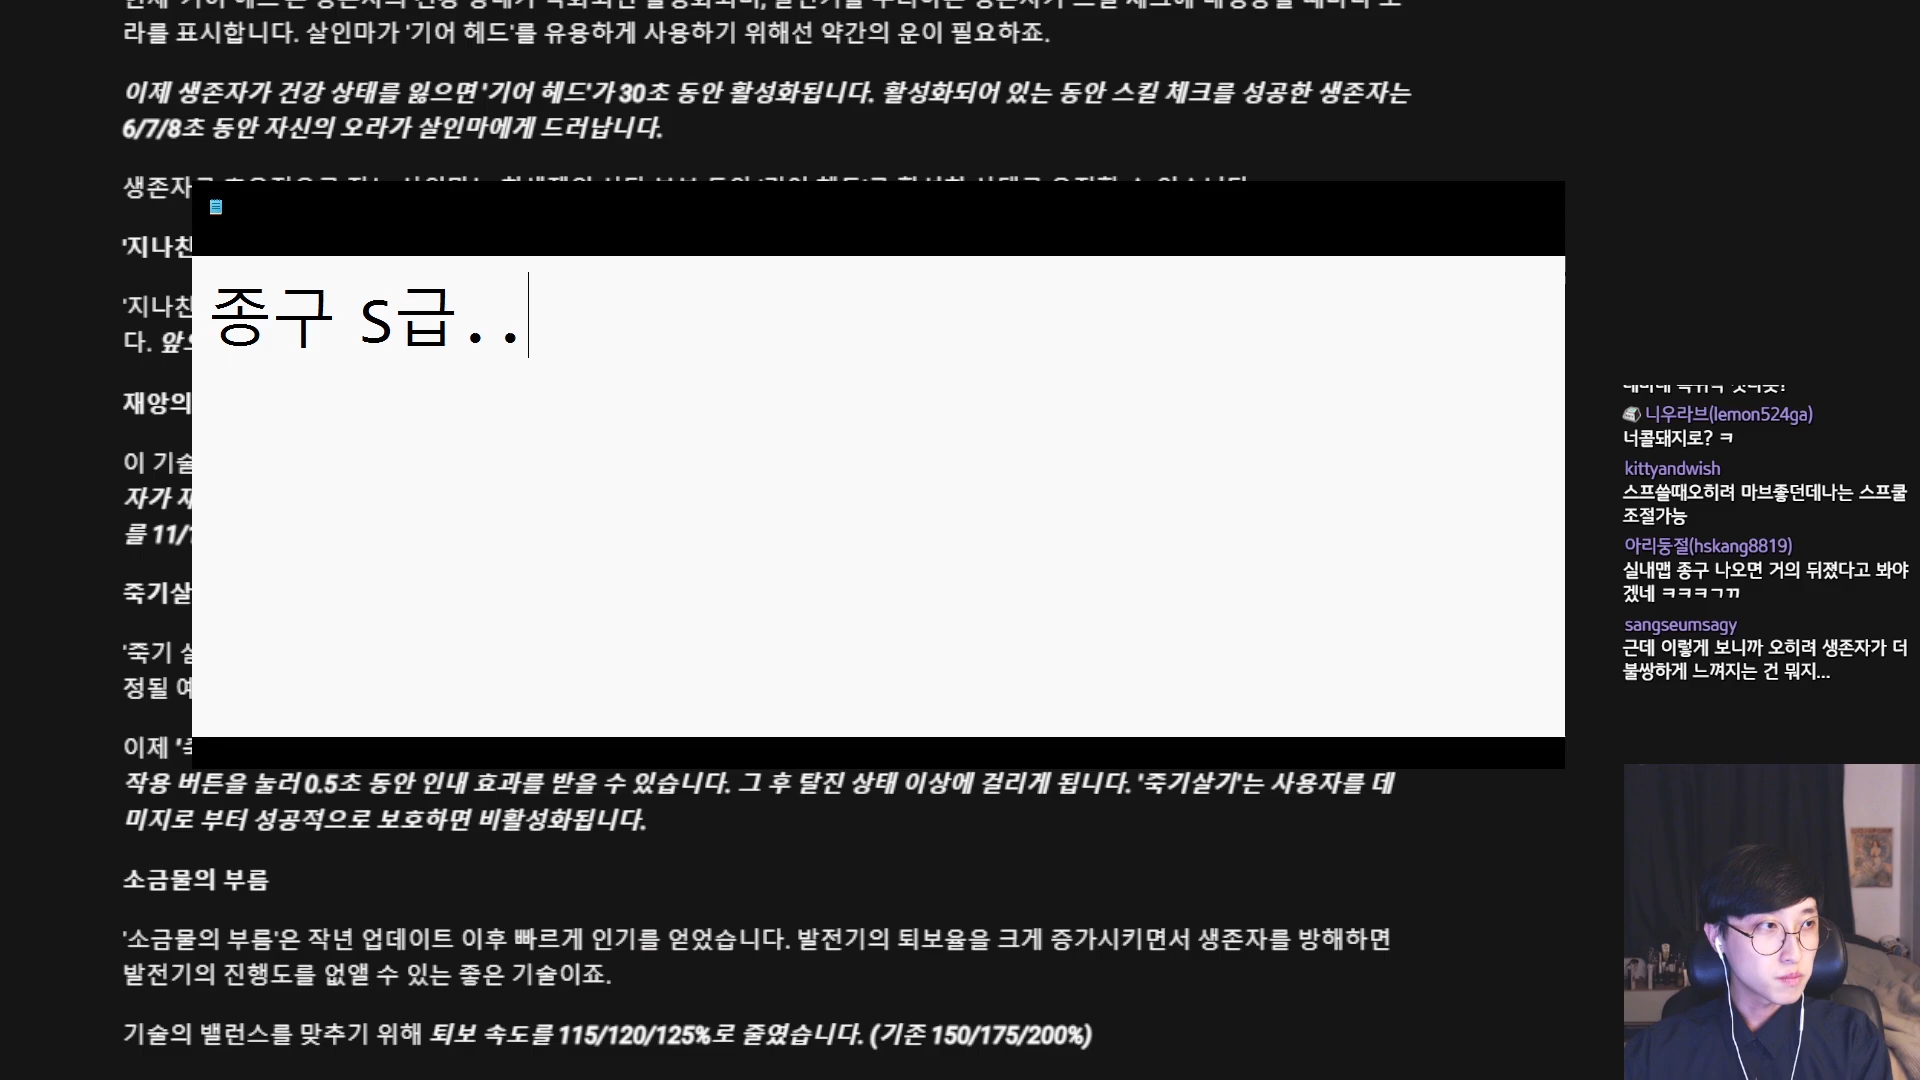 라를 표시합니다. 살인마가 '기어 헤드'를 유용하게 사용하기 위해선 약간의 운이 필요하죠.
이제 생존자가 건강 상태를 잃으면 '기어 헤드'가 30초 동안 활성화됩니다. 활성화되어 있는 동안 스킬 체크를 성공한 생존자는
6/7/8초 동안 자신의 오라가 살인마에게 드러납니다.
생존자를
'지나친
종구 S급..
'지나친
다. 앞으
재앙의
이 기술
자가 재
를 11/1
죽기살
'죽기 살
정될 예
이제 '죽
작용 버튼을 눌러 0.5초 동안 인내 효과를 받을 수 있습니다. 그 후 탈진 상태 이상에 걸리게 됩니다. '죽기살기'는 사용자를 데
미지로 부터 성공적으로 보호하면 비활성화됩니다.
소금물의 부름
'소금물의 부름'은 작년 업데이트 이후 빠르게 인기를 얻었습니다. 발전기의 퇴보율을 크게 증가시키면서 생존자를 방해하면
발전기의 진행도를 없앨 수 있는 좋은 기술이죠.
기술의 밸런스를 맞추기 위해 퇴보 속도를 115/120/125%로 줄였습니다. (기존 150/175/200%)
니우라브(lemon524ga)
너콜돼지로? ㅋ
kittyandwish
스프쓸때오히려 마브좋던데나는 스프쿨
조절가능
아리둥절(hskang8819)
실내맵 종구 나오면 거의 뒤졌다고 봐야
겠네 ㅋㅋㅋㄱㄲ
sangseumsagy
근데 이렇게 보니까 오히려 생존자가 더
불쌍하게 느껴지는 건 뭐지...